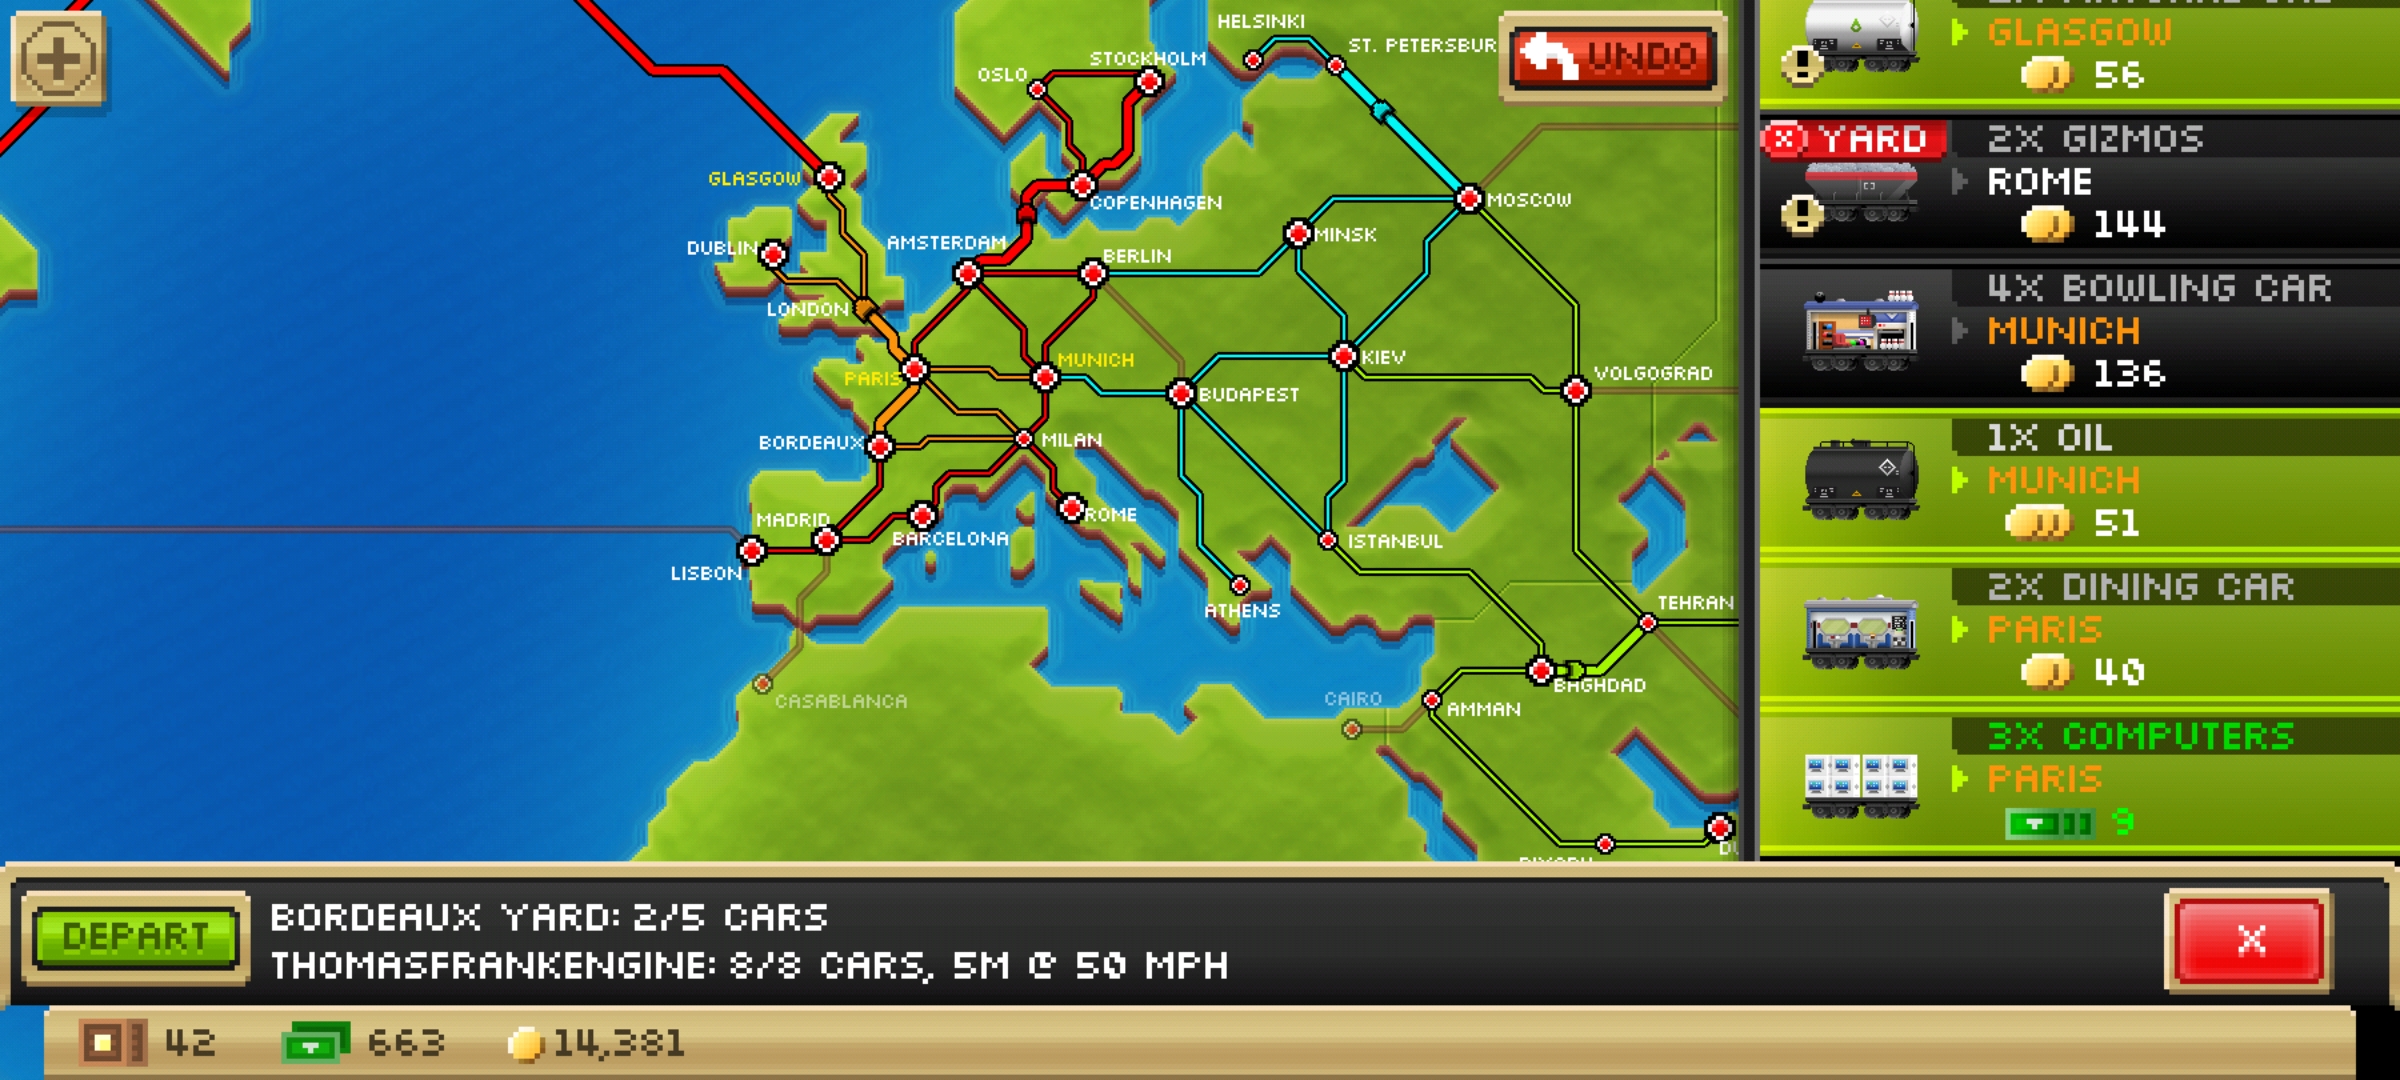 HELSINKI
ST. PETERSBUR
UNDO
STOCKHOLM
OSLO
GLASGOW
COPENHAGEN
MOSCOW
DUBLIN
AMSTERDAM
BERLIN
MINSK
LONDON
PARIS
MUNICH
KIEV
VOLGOGRAD
BUDAPEST
BORDEAUX
MILAN
MADRID
BARCELONA
ROME
ISTANBUL
LISBON
ATHENS
TEHRAN
CASABLANCA
CAIRO
BAGHDAD
AMMAN
GLASGOW
56
YARD
2X GIZMOS
ROME
144
4X BOWLING CAR
MUNICH
136
1X OIL
MUNICH
51
2X DINING CAR
PARIS
40
3X COMPUTERS
PARIS
9
DEPART
BORDEAUX YARD: 2/5 CARS
THOMASFRANKENGINE: 8/8 CARS, 5M @ 50 MPH
X
42
663
14,381